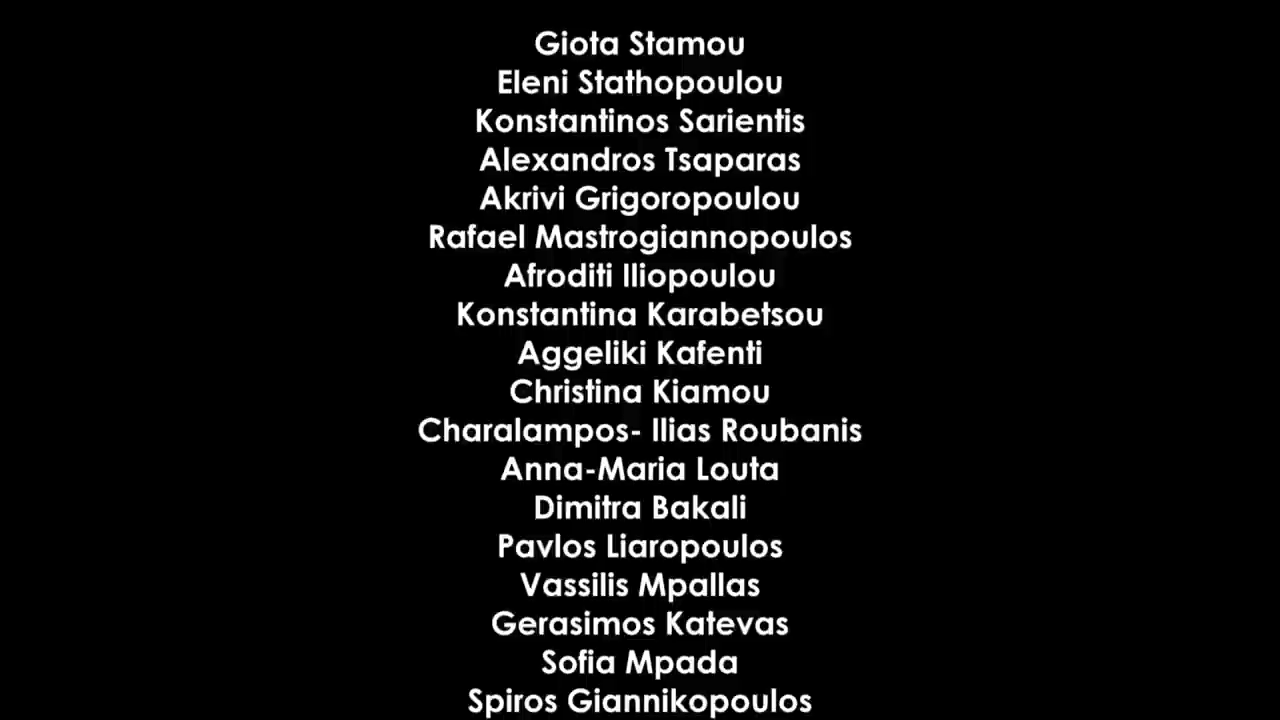 Giota Stamou
Eleni Stathopoulou
Konstantinos Sarientis
Alexandros Tsaparas
Akrivi Grigoropoulou
Rafael Mastrogiannopoulos
Afroditi Iliopoulou
Konstantina Karabetsou
Aggeliki Kafenti
Christina Kiamou
Charalampos- Ilias Roubanis
Anna-Maria Louta
Dimitra Bakali
Pavlos Liaropoulos
Vassilis Mpallas
Gerasimos Katevas
Sofia Mpada
Spiros Giannikopoulos